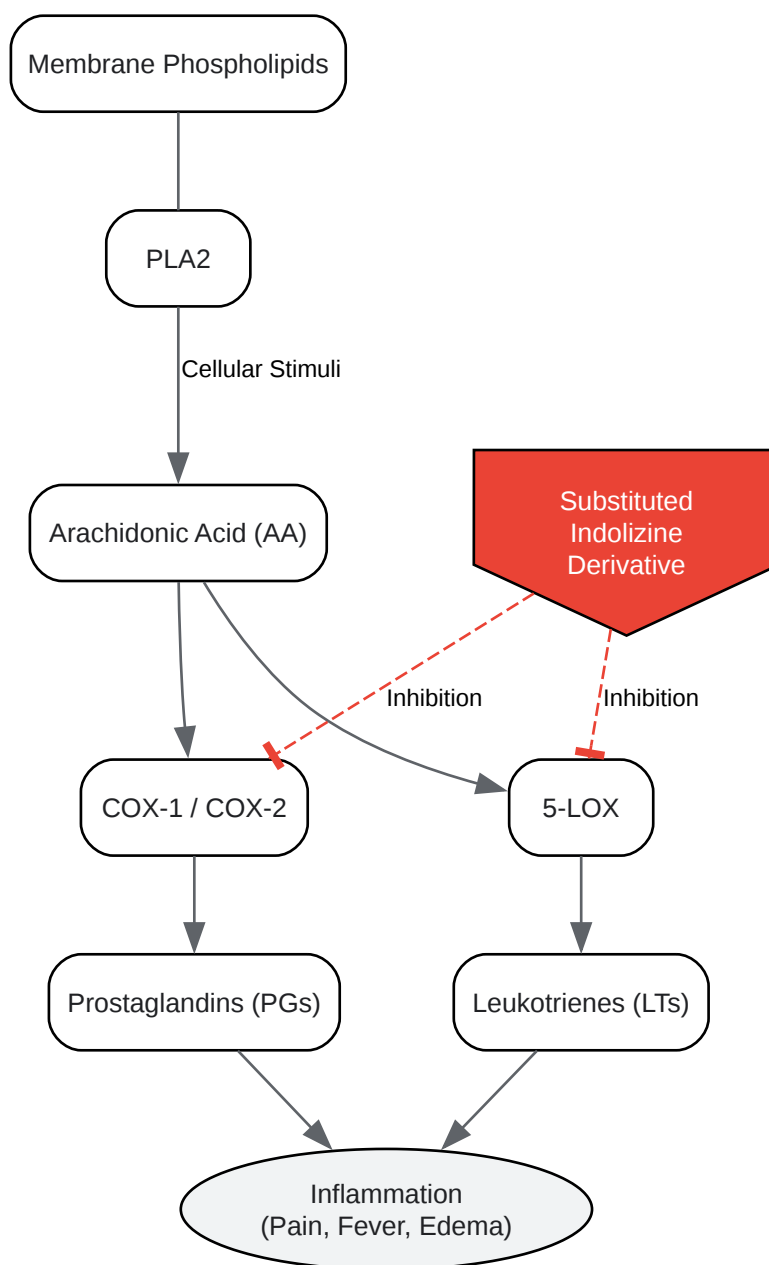 Membrane Phospholipids
PLA2
Cellular Stimuli
Arachidonic Acid (AA)
Substituted
Indolizine
Derivative
Inhibition
Inhibition
COX-1 / COX-2
5-LOX
Prostaglandins (PGs)
Leukotrienes (LTs)
Inflammation
(Pain, Fever, Edema)